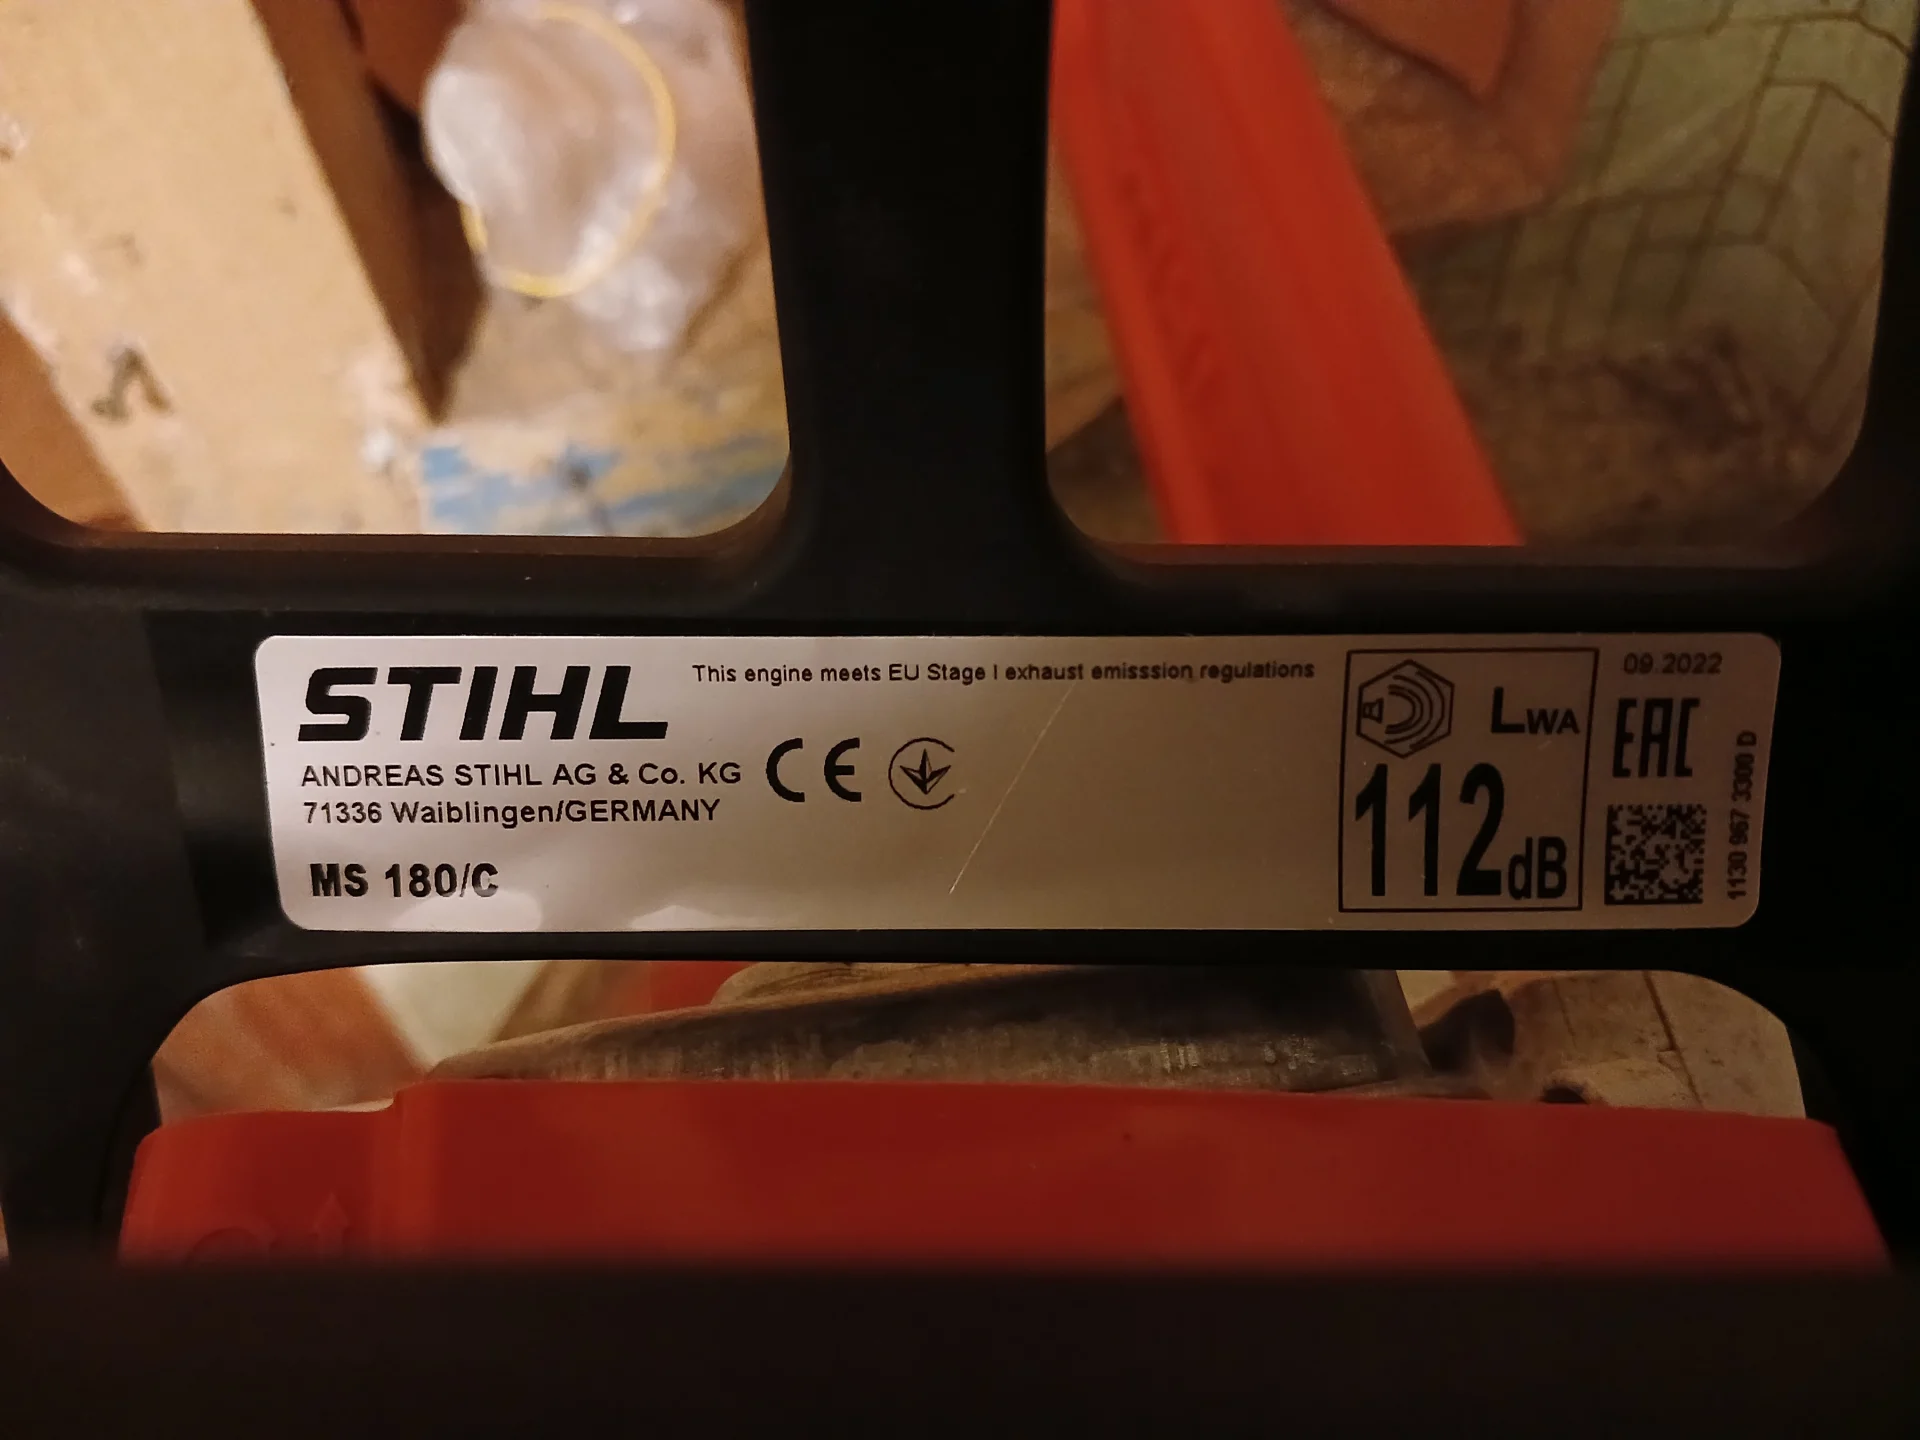 STIHL
This engine meets EU Stage I exhaust emisssion regulations
ANDREAS STIHL AG & Co. KG
71336 Waiblingen/GERMANY
CE
MS 180/C
LWA
112dB
09.2022
EAC
1130 967 3300 D